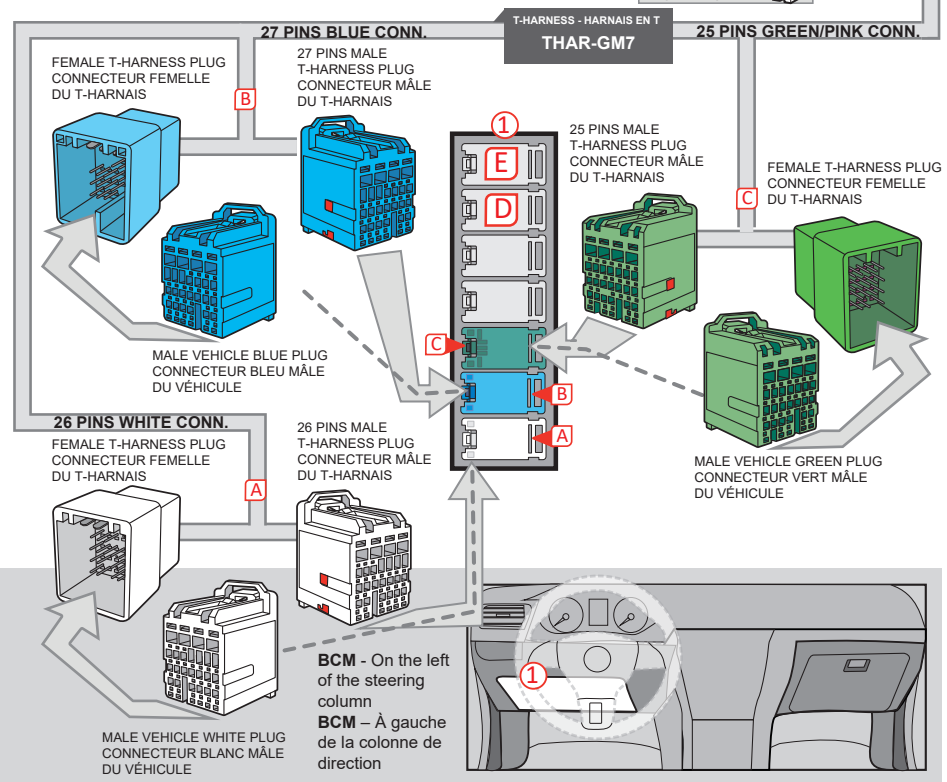 T-HARNESS - HARNAIS EN T
THAR-GM7
27 PINS BLUE CONN.
25 PINS GREEN/PINK CONN.
FEMALE T-HARNESS PLUG
CONNECTEUR FEMELLE
DU T-HARNAIS
B
27 PINS MALE
T-HARNESS PLUG
CONNECTEUR MÂLE
DU T-HARNAIS
1
E
D
25 PINS MALE
T-HARNESS PLUG
CONNECTEUR MÂLE
DU T-HARNAIS
C
FEMALE T-HARNESS PLUG
CONNECTEUR FEMELLE
DU T-HARNAIS
MALE VEHICLE BLUE PLUG
CONNECTEUR BLEU MÂLE
DU VÉHICULE
C
B
A
MALE VEHICLE GREEN PLUG
CONNECTEUR VERT MÂLE
DU VÉHICULE
26 PINS WHITE CONN.
FEMALE T-HARNESS PLUG
CONNECTEUR FEMELLE
DU T-HARNAIS
A
26 PINS MALE
T-HARNESS PLUG
CONNECTEUR MÂLE
DU T-HARNAIS
MALE VEHICLE WHITE PLUG
CONNECTEUR BLANC MÂLE
DU VÉHICULE
BCM - On the left
of the steering
column
BCM – À gauche
de la colonne de
direction
1